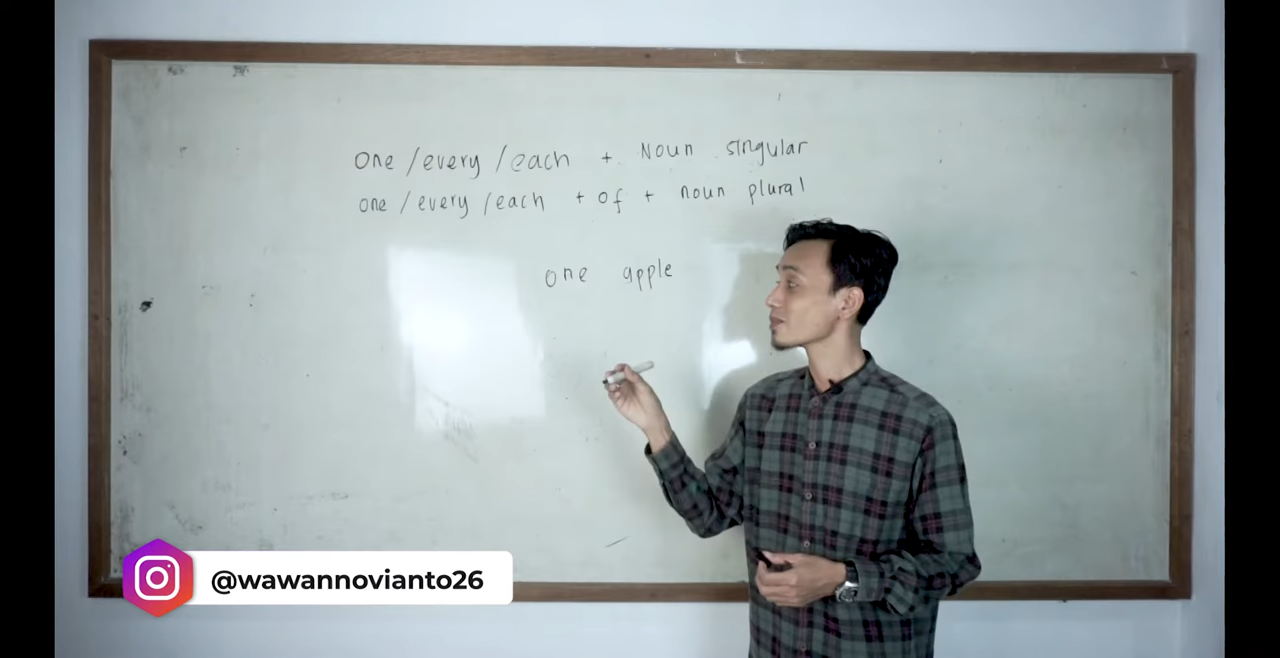 One / every / each + Noun singular
one / every / each + of + noun plural
one apple
@wawannovianto26